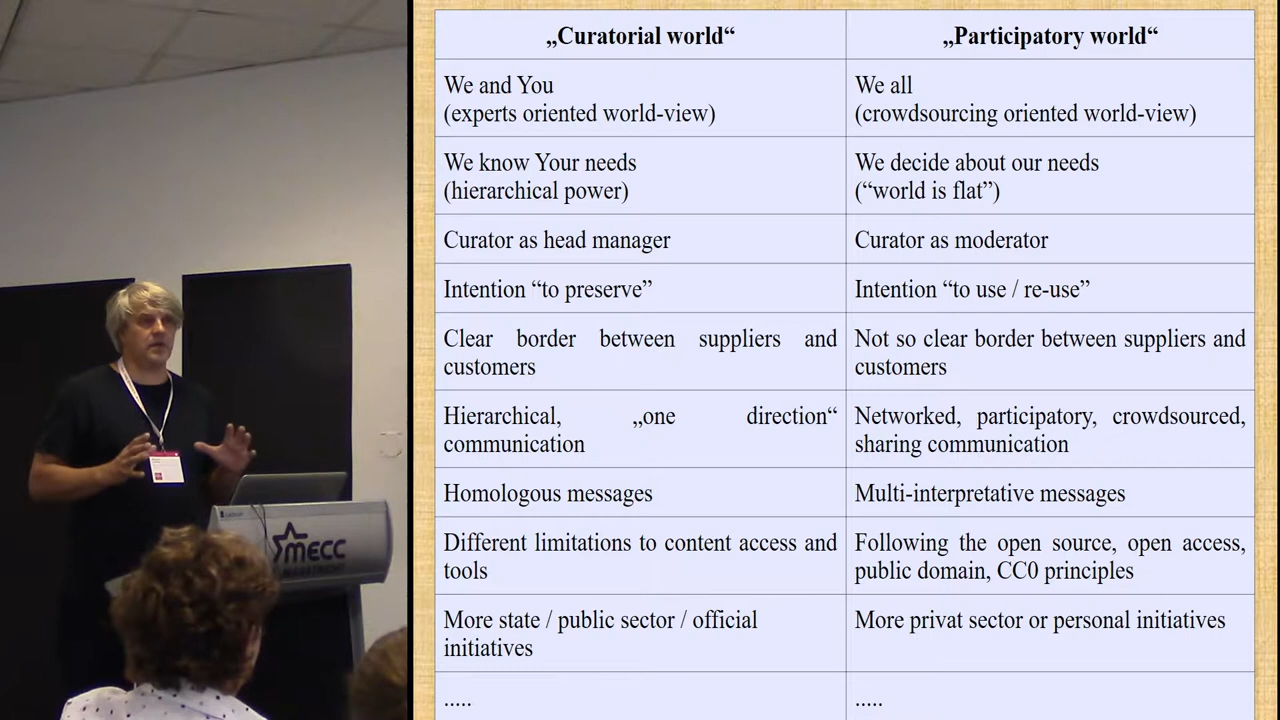 „Curatorial world“
„Participatory world“
We and You
(experts oriented world-view)
We all
(crowdsourcing oriented world-view)
We know Your needs
(hierarchical power)
We decide about our needs
(“world is flat”)
Curator as head manager
Curator as moderator
Intention “to preserve”
Intention “to use / re-use”
Clear border between suppliers and
customers
Not so clear border between suppliers and
customers
Hierarchical, „one direction“
communication
Networked, participatory, crowdsourced,
sharing communication
Homologous messages
Multi-interpretative messages
Different limitations to content access and
tools
Following the open source, open access,
public domain, CC0 principles
More state / public sector / official
initiatives
More privat sector or personal initiatives
.....
.....
mecc